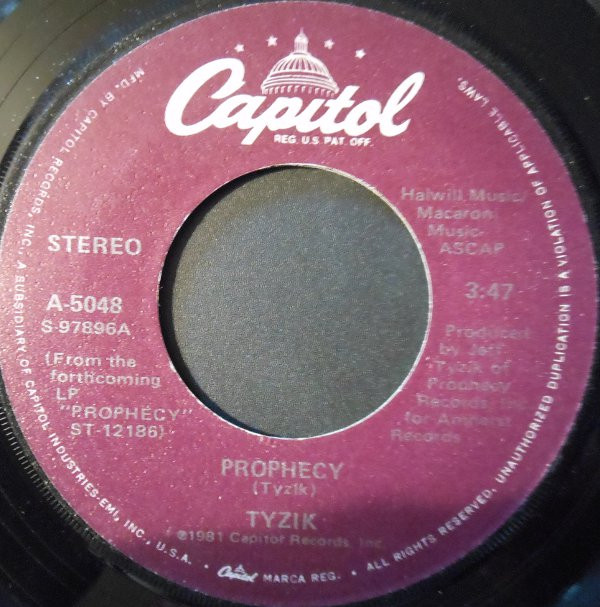 Capitol
REG. U.S. PAT. OFF.
STEREO
A-5048
S-97896A
(From the
forthcoming
LP
"PROPHECY"
ST-12186)
Halwill Music/
Macaron
Music-
ASCAP
3:47
Produced
by Jeff
Tyzik of
Prophecy
Records, Inc.
for Amherst
Records
PROPHECY
(Tyzik)
TYZIK
℗1981 Capitol Records, Inc.
MFD. BY CAPITOL RECORDS, INC., A SUBSIDIARY OF CAPITOL INDUSTRIES-EMI, INC., U.S.A. • Capitol MARCA REG. • ALL RIGHTS RESERVED. UNAUTHORIZED DUPLICATION IS A VIOLATION OF APPLICABLE LAWS.